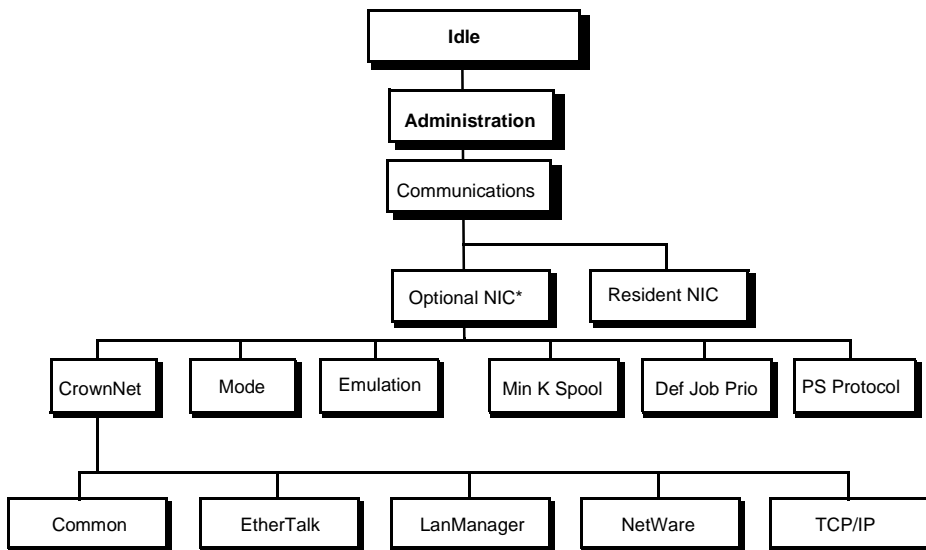 Idle
Administration
Communications
Optional NIC*
Resident NIC
CrownNet
Mode
Emulation
Min K Spool
Def Job Prio
PS Protocol
Common
EtherTalk
LanManager
NetWare
TCP/IP